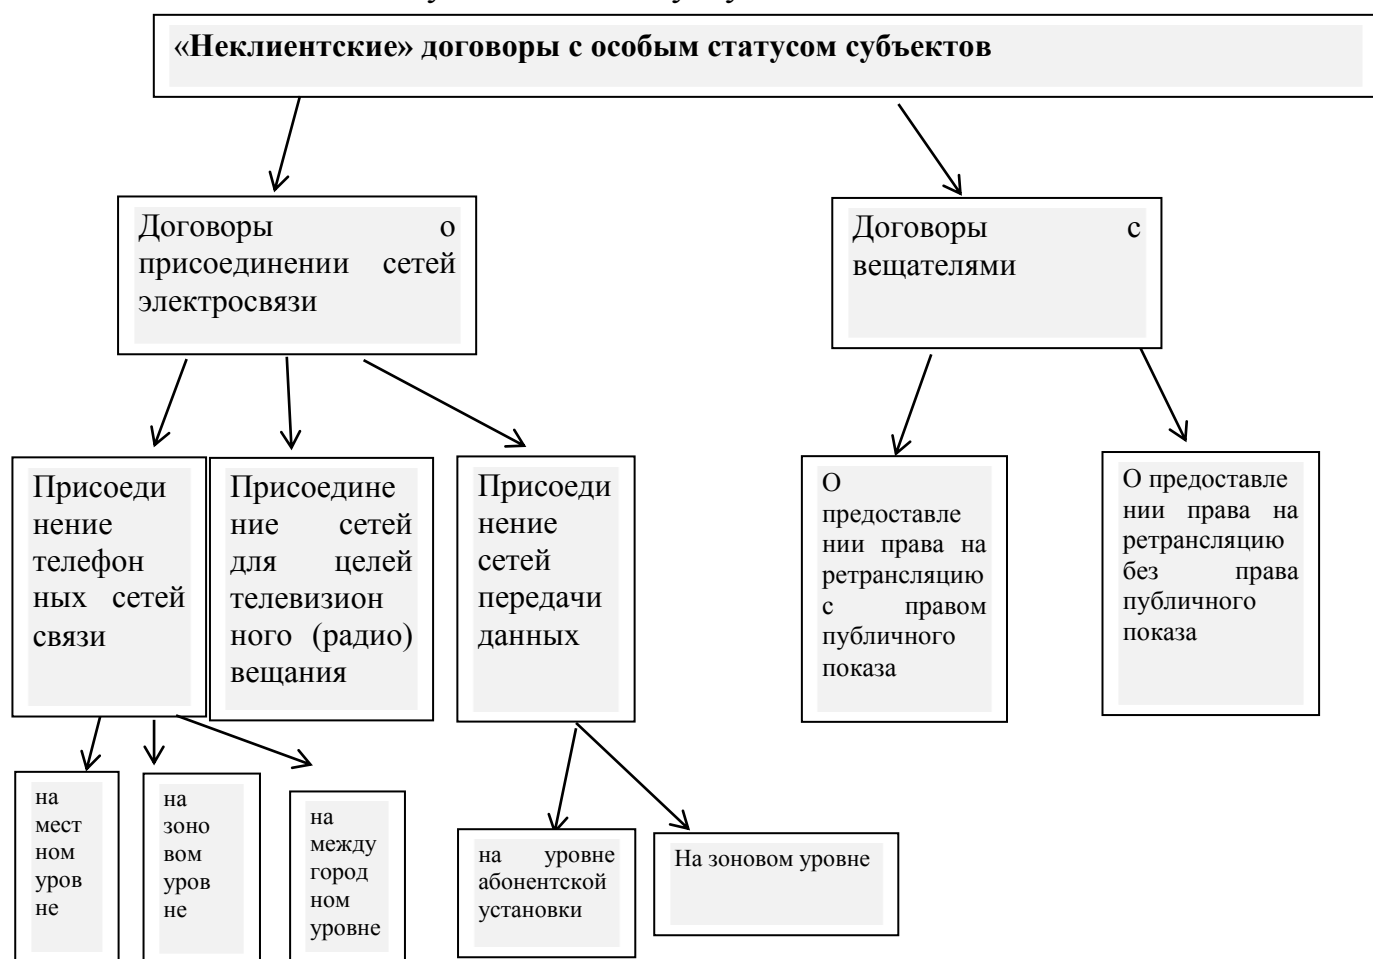 «Неклиентские» договоры с особым статусом субъектов
Договоры о
присоединении сетей
электросвязи
Договоры с
вещателями
Присоеди
нение
телефон
ных сетей
связи
Присоедине
ние сетей
для целей
телевизион
ного (радио)
вещания
Присоеди
нение
сетей
передачи
данных
О
предоставле
нии права на
ретрансляцию
с правом
публичного
показа
О предоставле
нии права на
ретрансляцию
без права
публичного
показа
на
мест
ном
уров
не
на
зоно
вом
уров
не
на
между
город
ном
уровне
на уровне
абонентской
установки
На зоновом уровне